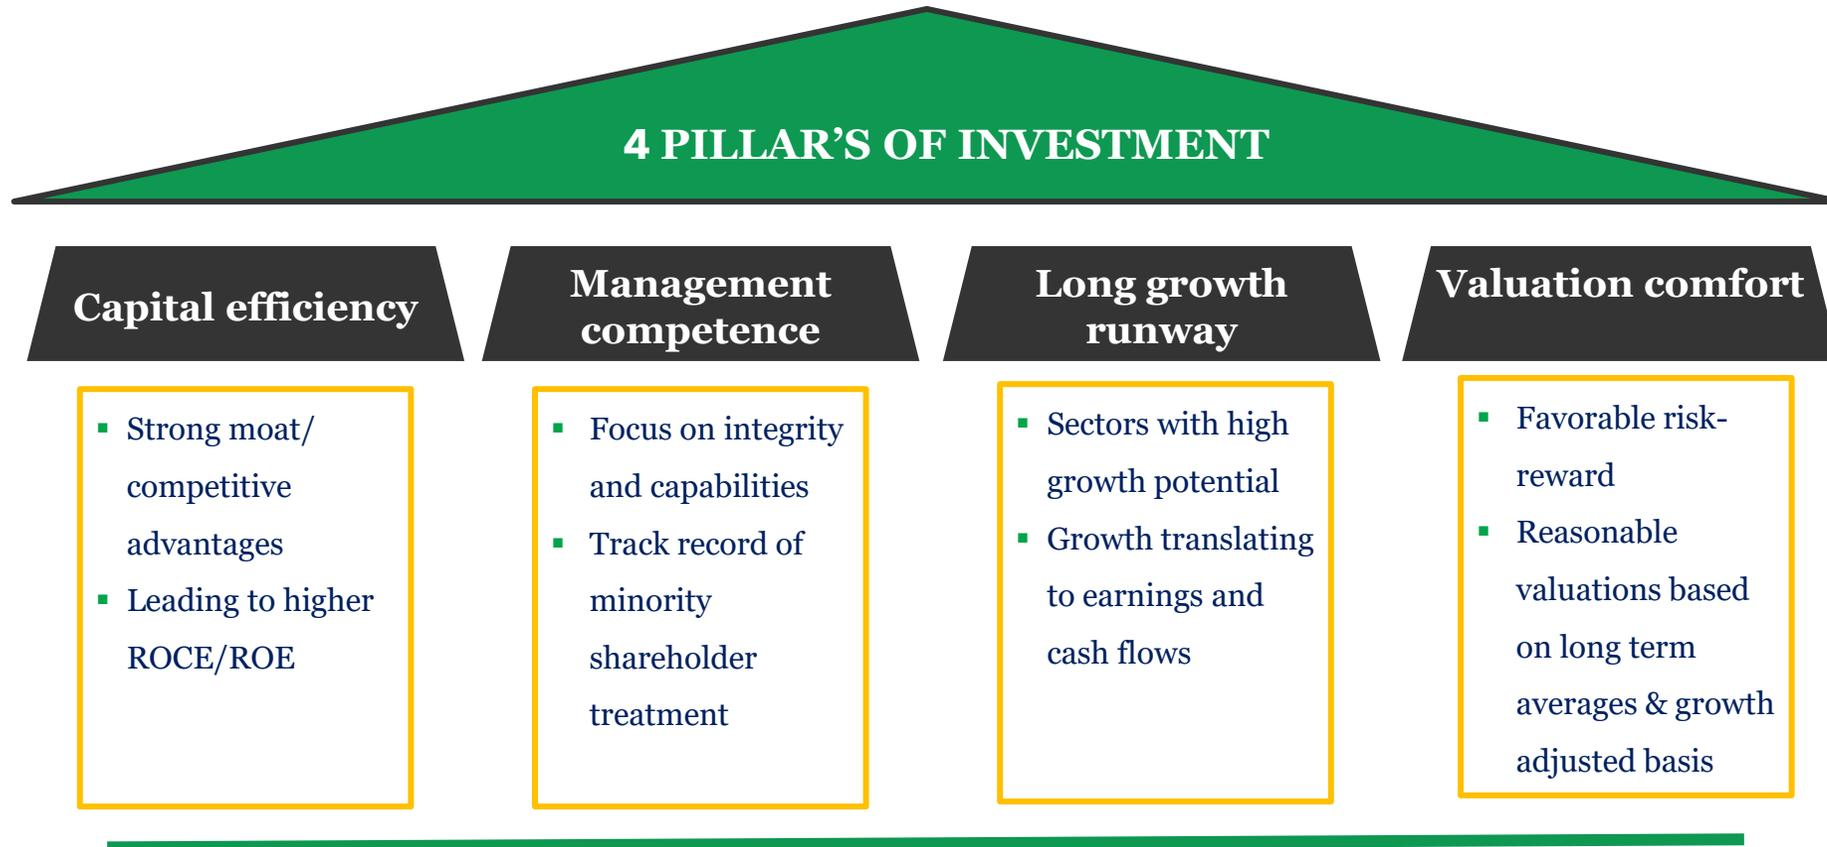 4 PILLAR’S OF INVESTMENT
Capital efficiency
Strong moat/
competitive
advantages
Leading to higher
ROCE/ROE
Management
competence
Focus on integrity
and capabilities
Track record of
minority
shareholder
treatment
Long growth
runway
Sectors with high
growth potential
Growth translating
to earnings and
cash flows
Valuation comfort
Favorable risk-
reward
Reasonable
valuations based
on long term
averages & growth
adjusted basis